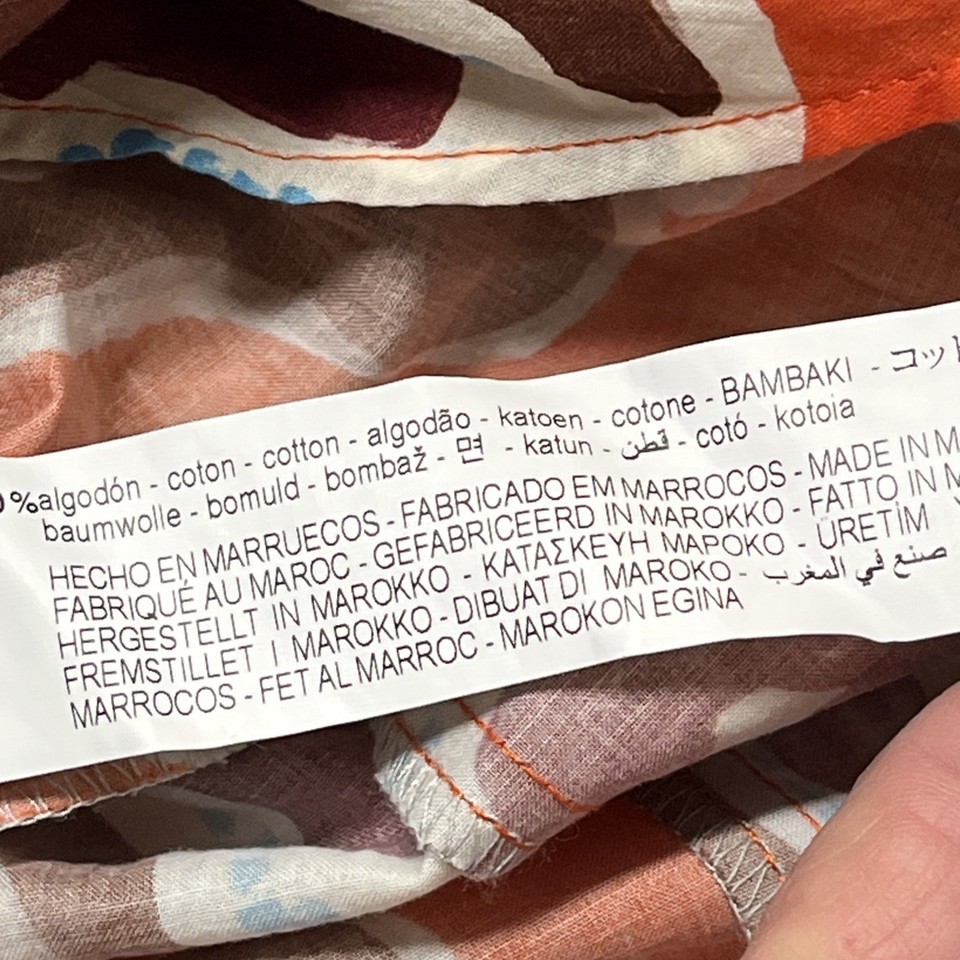 %algodón - coton - cotton - algodão - katoen - cotone - BAMBAKI - コット
baumwolle - bomuld - bombaž - 면 - katun - قطن - cotó - kotoia
HECHO EN MARRUECOS - FABRICADO EM MARROCOS - MADE IN M
FABRIQUÉ AU MAROC - GEFABRICEERD IN MAROKKO - FATTO IN M
HERGESTELLT IN MAROKKO - ΚΑΤΑΣΚΕΥΗ ΜΑΡΟΚΟ - ÜRETİM
FREMSTILLET I MAROKKO - DIBUAT DI MAROKO - صنع في المغرب
MARROCOS - FET AL MARROC - MAROKON EGINA